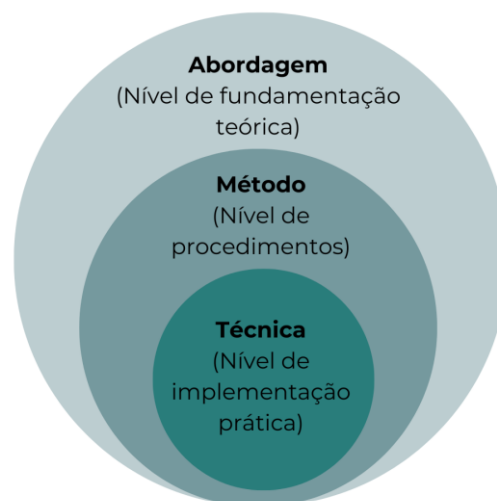 Abordagem
(Nível de fundamentação
teórica)
Método
(Nível de
procedimentos)
Técnica
(Nível de
implementação
prática)